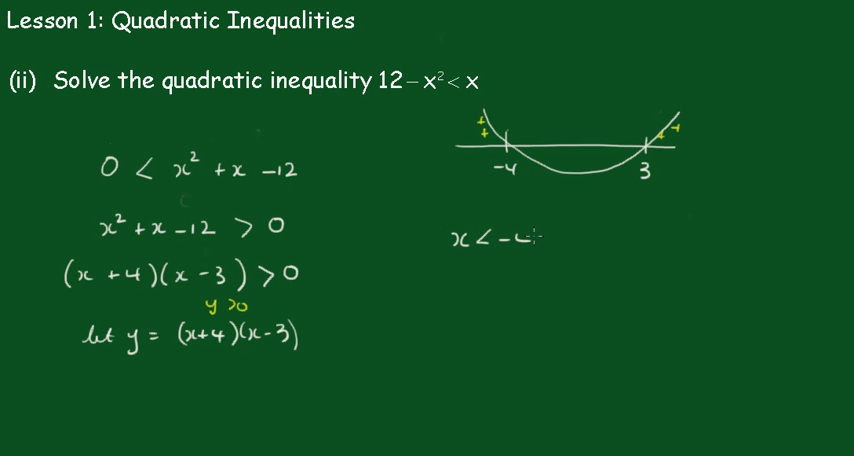 Lesson 1: Quadratic Inequalities
(ii) Solve the quadratic inequality 12 – x² < x
0 < x² + x – 12
x² + x – 12 > 0
(x + 4)(x – 3) > 0
y > 0
let y = (x+4)(x–3)
+ + + +
–4 3
x < –4